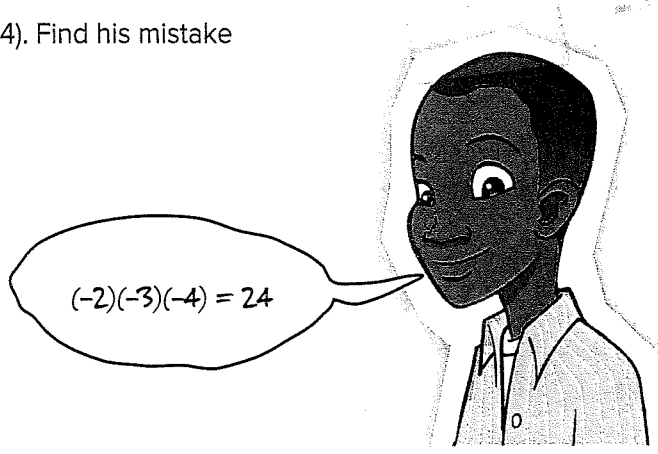 4). Find his mistake
(-2)(-3)(-4) = 24